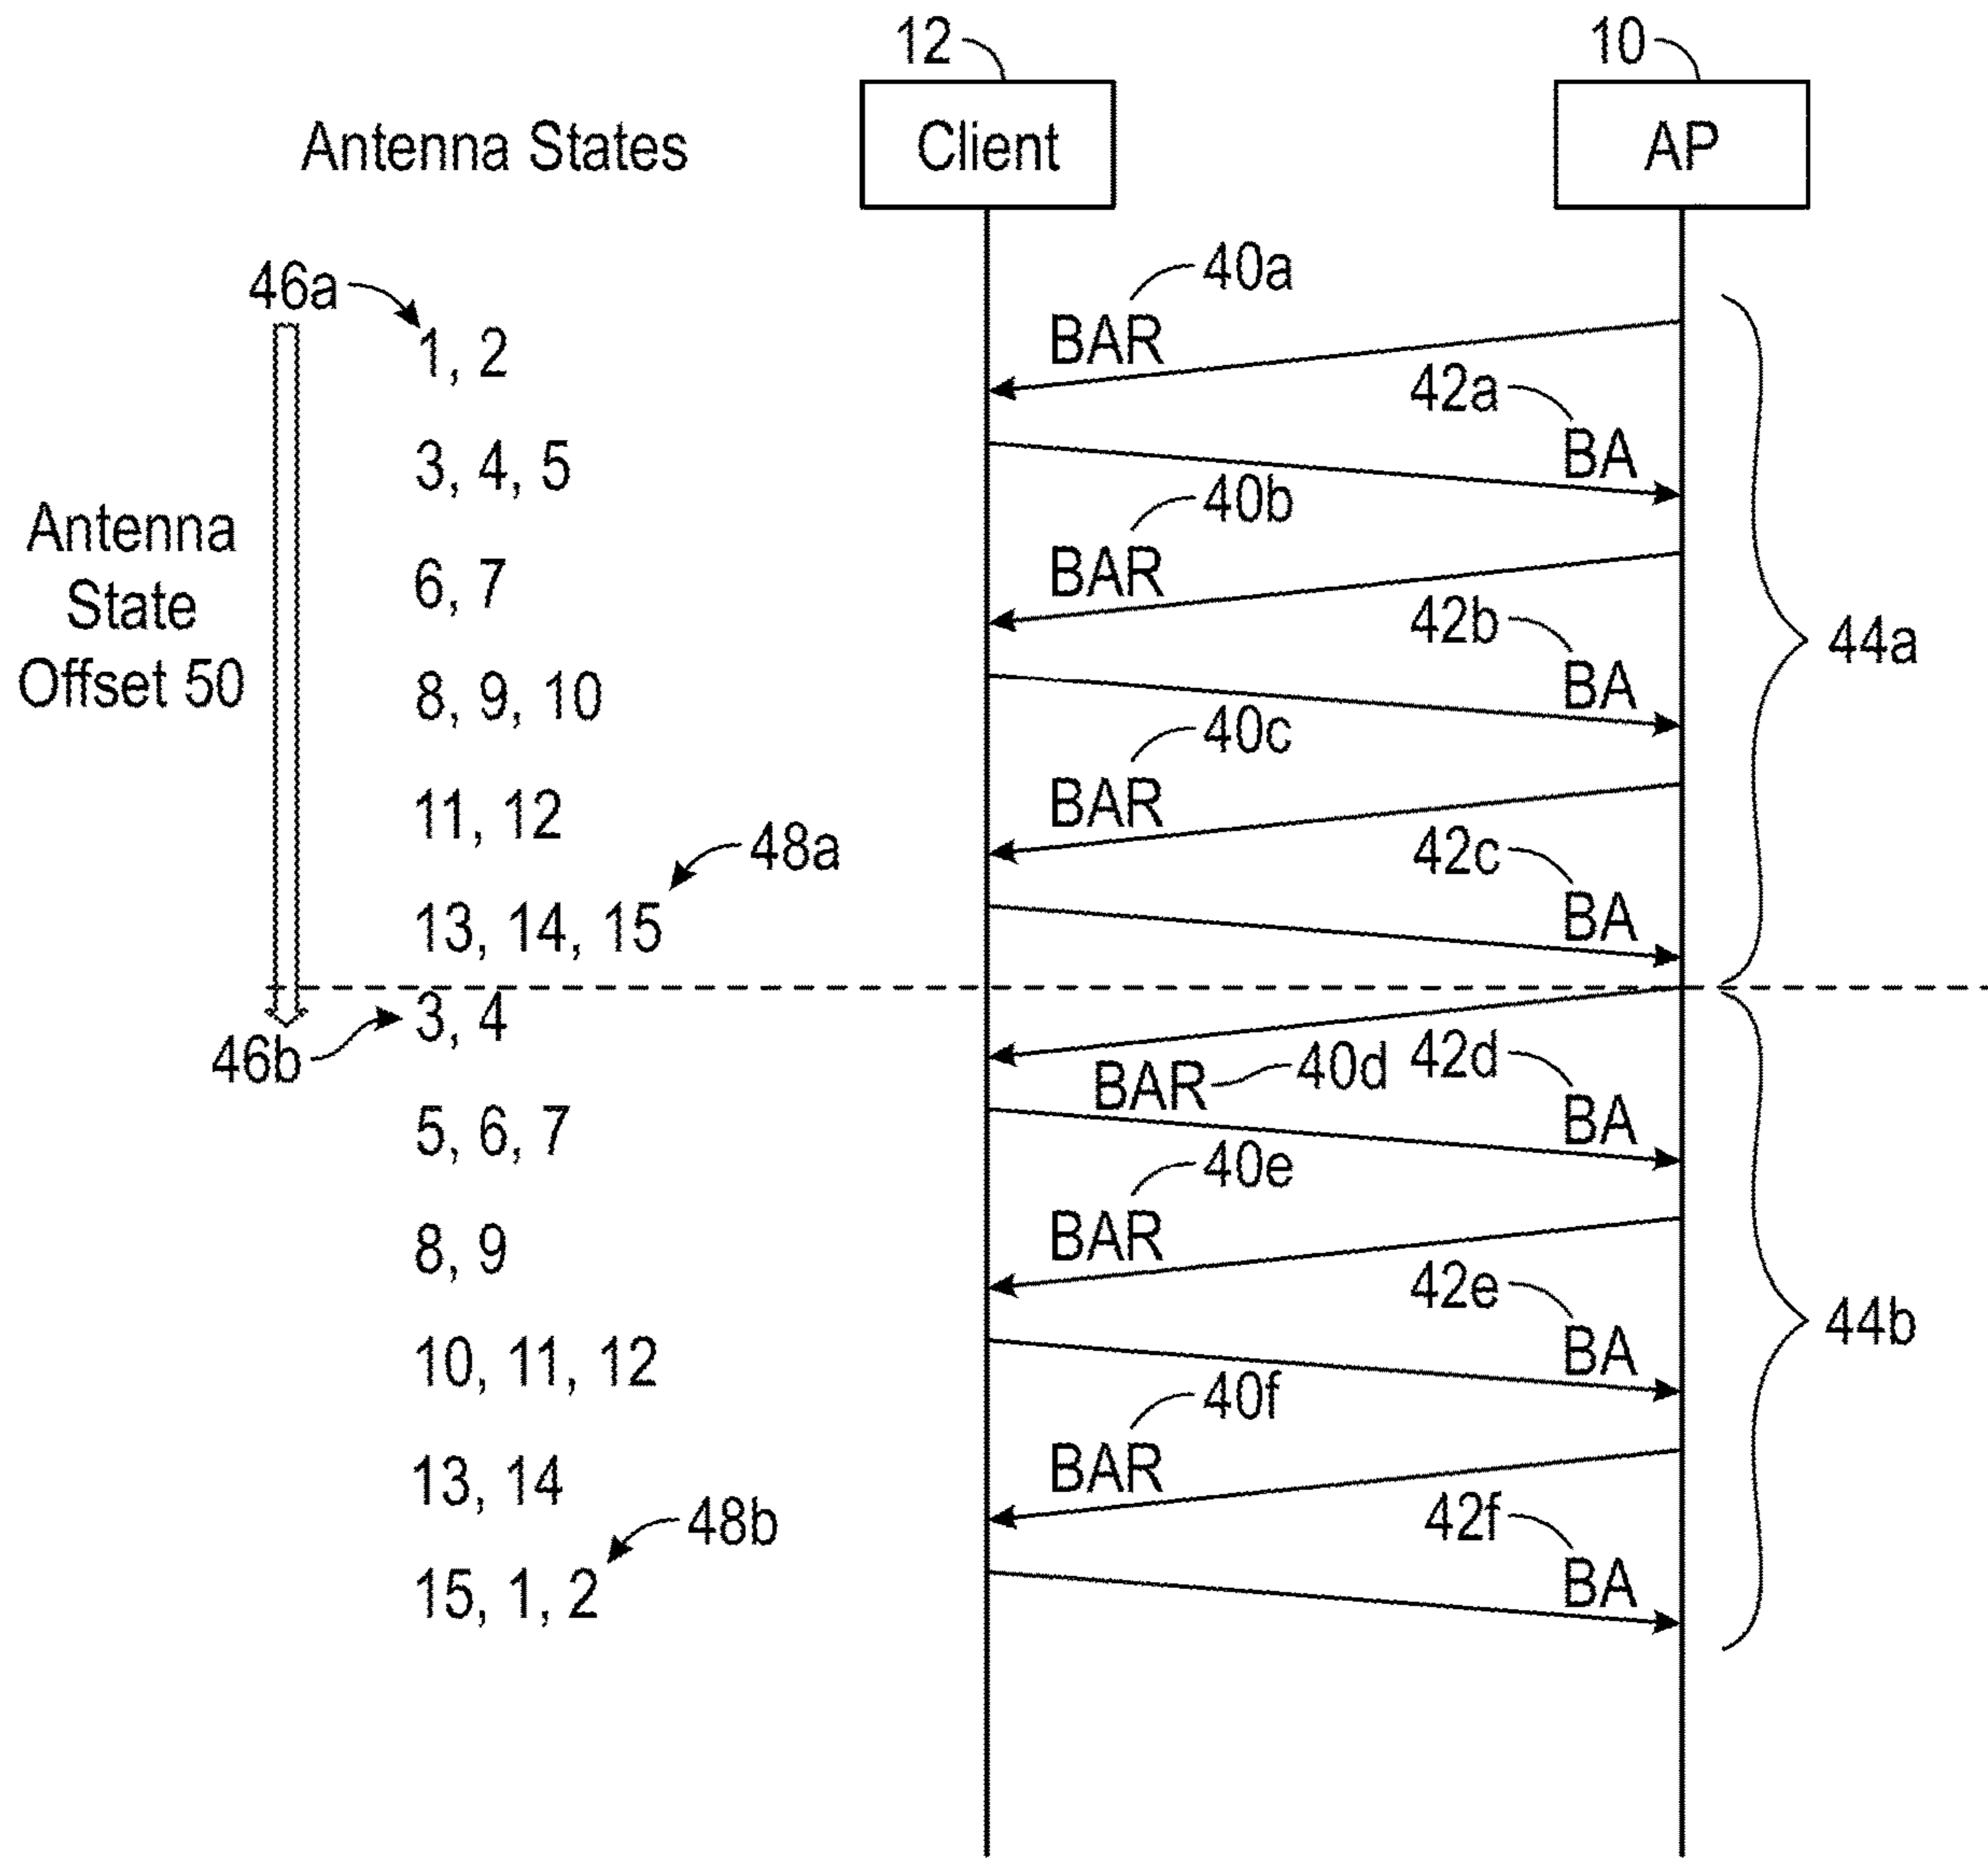 12
10
Antenna States
Client
AP
40a
46a
1, 2
BAR
42a
3, 4, 5
BA
40b
Antenna
State
Offset 50
6, 7
BAR
42b
44a
8, 9, 10
BA
40c
11, 12
BAR
48a
42c
13, 14, 15
BA
3, 4
46b
BAR
40d
42d
5, 6, 7
BA
40e
8, 9
BAR
42e
44b
10, 11, 12
BA
40f
13, 14
BAR
48b
42f
15, 1, 2
BA